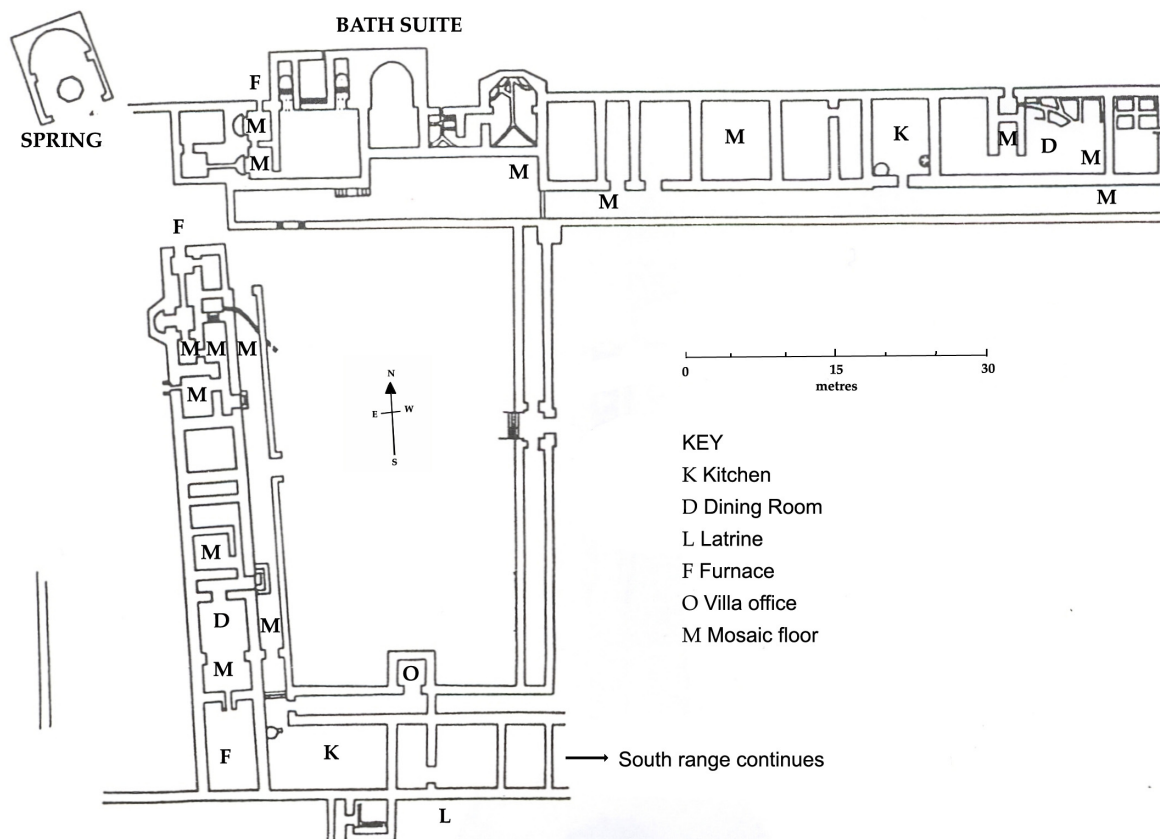 BATH SUITE
SPRING
F
M
M
M
M
M
K
M
D
M
M
F
M
M
M
M
N
E W
S
0 15 30
metres
KEY
K Kitchen
D Dining Room
L Latrine
F Furnace
O Villa office
M Mosaic floor
M
D
M
M
O
F
K
South range continues
L